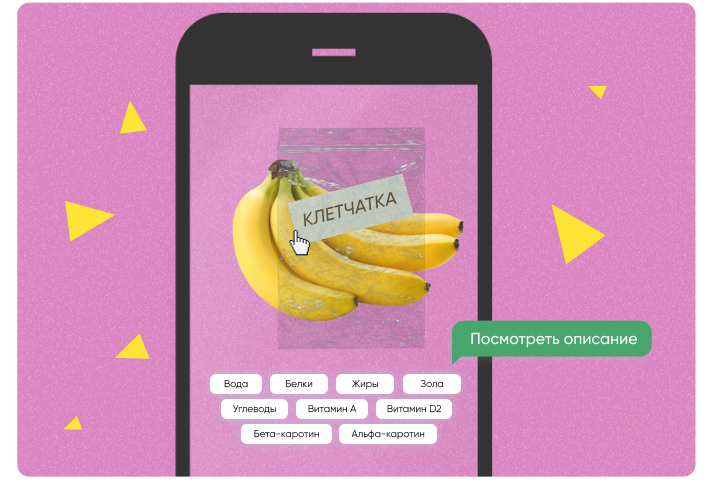 КЛЕТЧАТКА
Посмотреть описание
Вода Белки Жиры Зола
Углеводы Витамин А Витамин D2
Бета-каротин Альфа-каротин